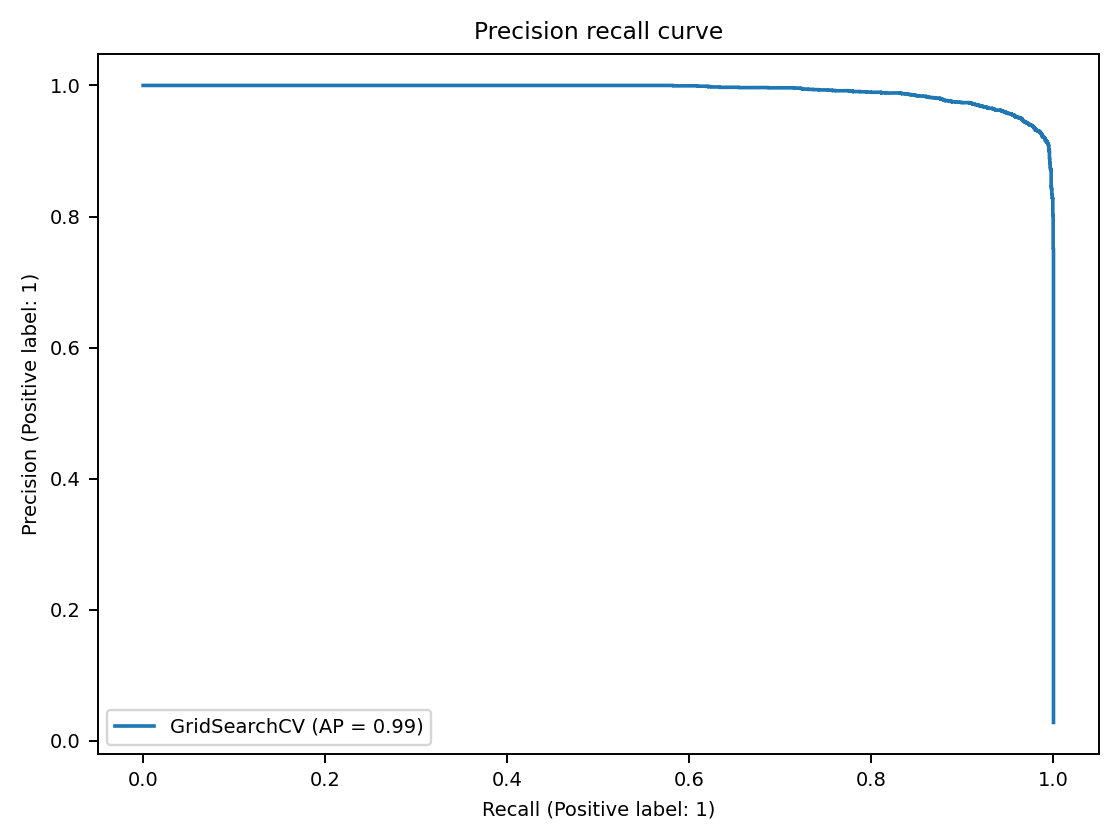 Precision recall curve
Precision (Positive label: 1)
1.0
0.8
0.6
0.4
0.2
0.0
GridSearchCV (AP = 0.99)
0.0 0.2 0.4 0.6 0.8 1.0
Recall (Positive label: 1)